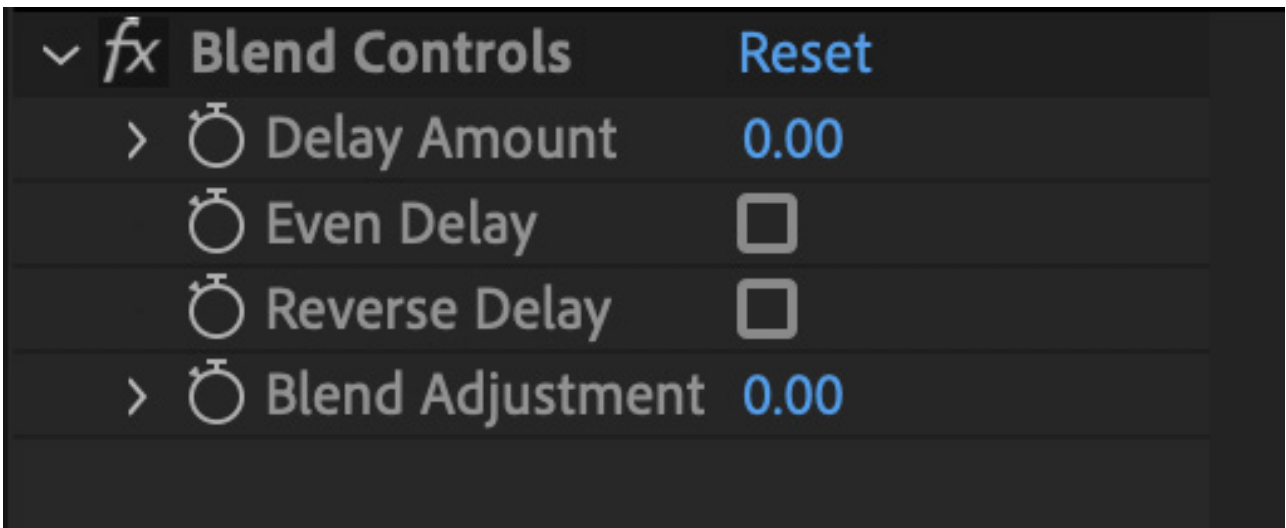 fx Blend Controls Reset
Delay Amount 0.00
Even Delay
Reverse Delay
Blend Adjustment 0.00